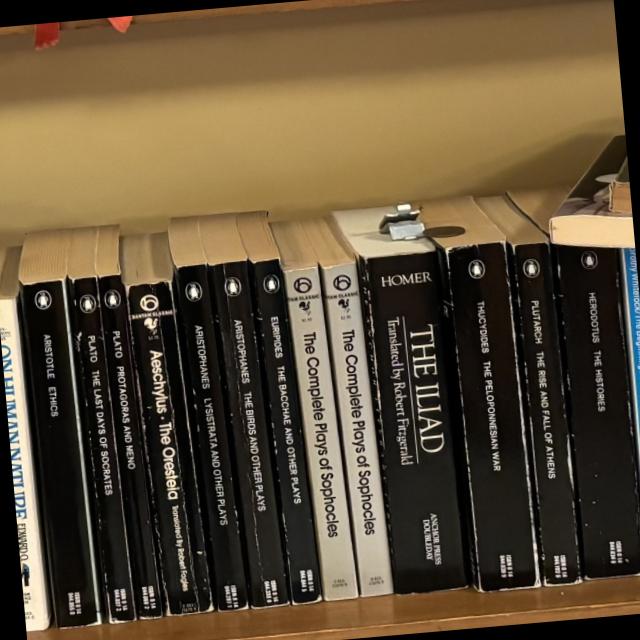 ON HUMAN NATURE
ARISTOTLE ETHICS
PLATO THE LAST DAYS OF SOCRATES
PLATO PROTAGORAS AND MENO
BANTAM CLASSIC
Aeschylus The Oresteia
Translated by Robert Fagles
ARISTOPHANES LYSISTRATA AND OTHER PLAYS
ARISTOPHANES THE BIRDS AND OTHER PLAYS
EURIPIDES THE BACCHAE AND OTHER PLAYS
BANTAM CLASSIC
The Complete Plays of Sophocles
BANTAM CLASSIC
The Complete Plays of Sophocles
HOMER
THE ILIAD
Translated by Robert Fitzgerald
ANCHOR PRESS
DOUBLEDAY
THUCYDIDES THE PELOPONNESIAN WAR
PLUTARCH THE RISE AND FALL OF ATHENS
HERODOTUS THE HISTORIES